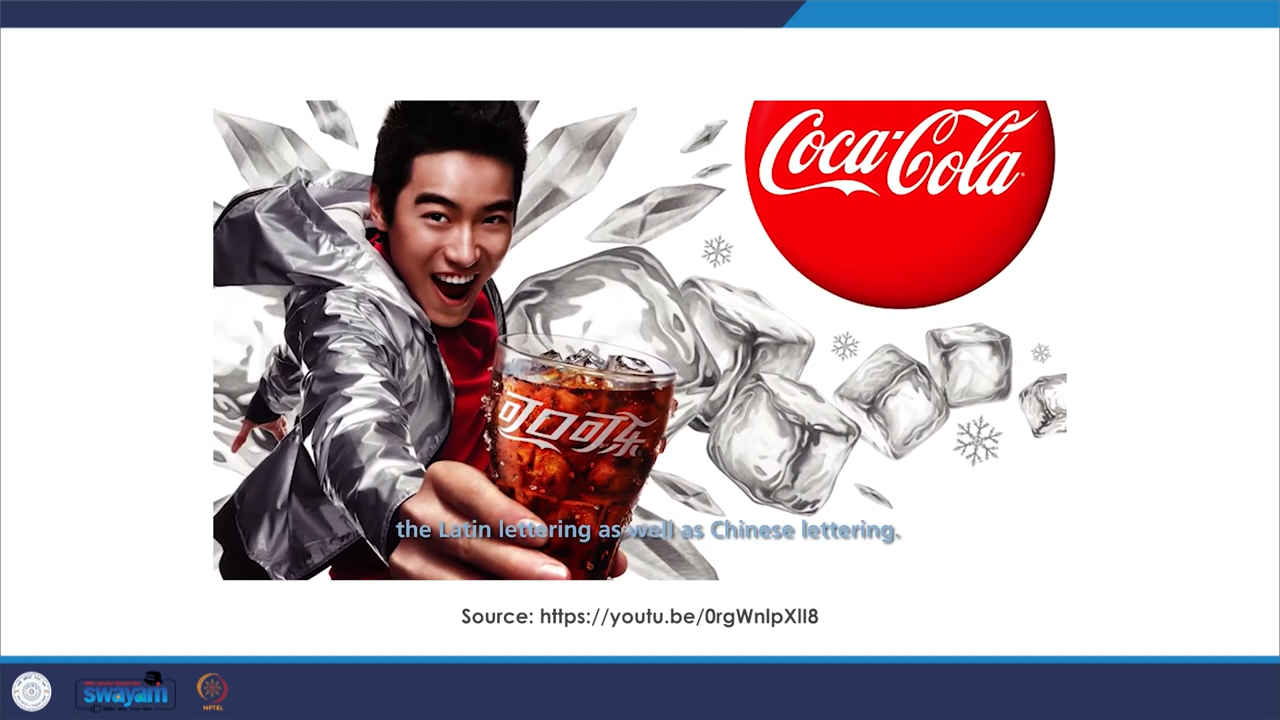 Coca-Cola
可口可乐
the Latin lettering as well as Chinese lettering.
Source: https://youtu.be/0rgWnlpXlI8
swayam
NPTEL